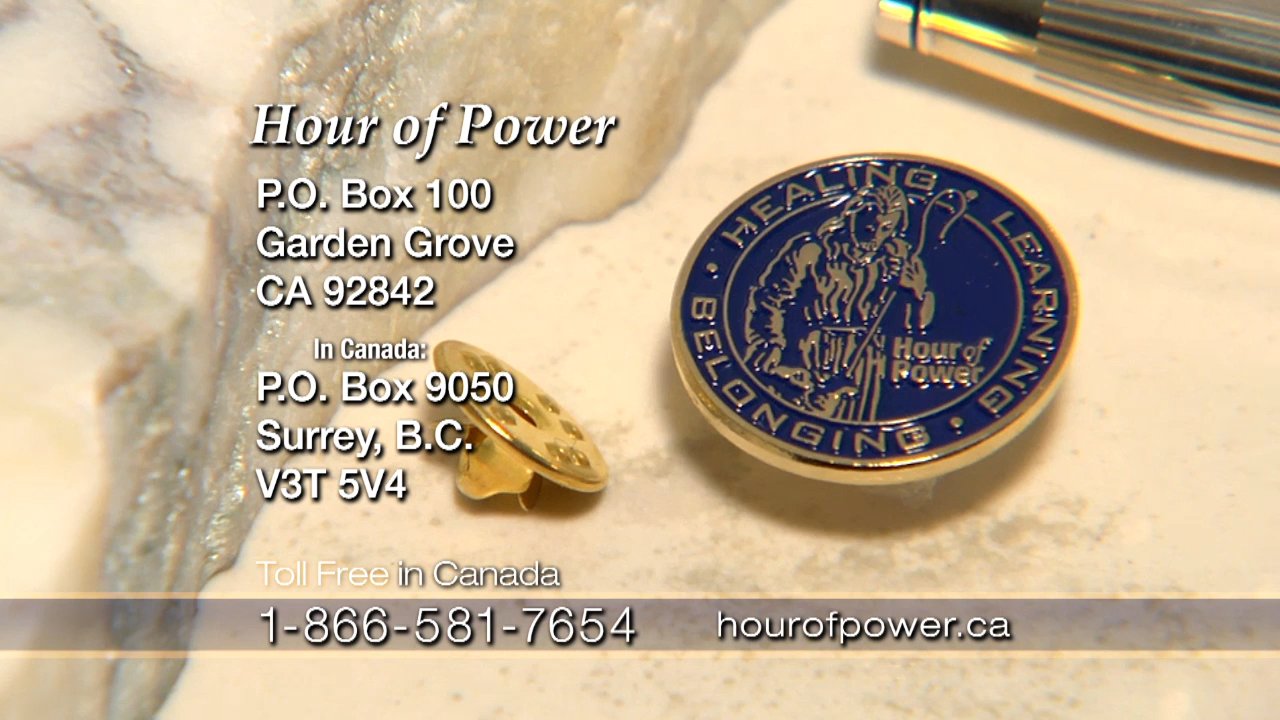 Hour of Power
P.O. Box 100
Garden Grove
CA 92842
In Canada:
P.O. Box 9050
Surrey, B.C.
V3T 5V4
Toll Free in Canada
1-866-581-7654
hourofpower.ca
HEALING • LEARNING • BELONGING •
Hour of
Power